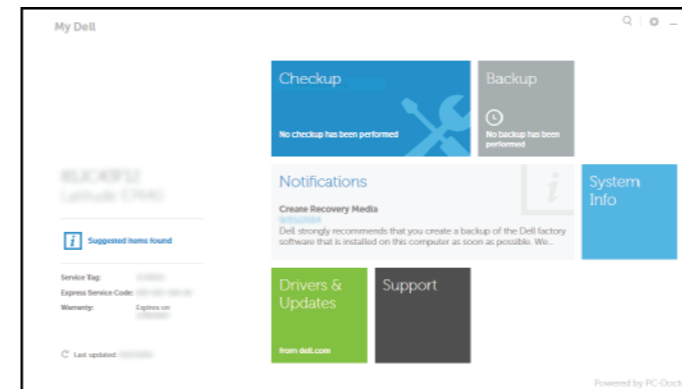 My Dell
Checkup
No checkup has been performed
Backup
No backup has been
performed
Suggested items found
Notifications
Create Recovery Media
Dell strongly recommends that you create a backup of the Dell factory
software that is installed on this computer as soon as possible. We...
System
Info
Service Tag:
Express Service Code:
Warranty: Expires on:
Last updated:
Drivers &
Updates
from dell.com
Support
Powered by PC-Doct